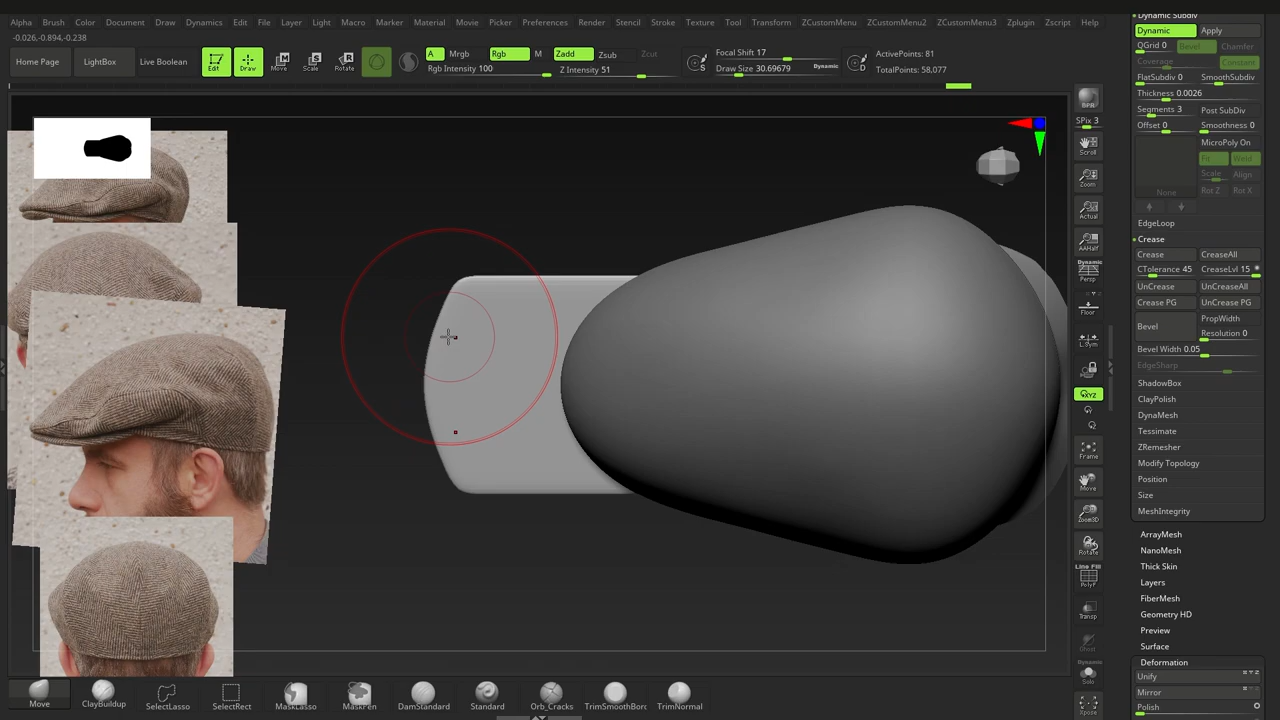 Alpha Brush Color Document Draw Dynamics Edit File Layer Light Macro Marker Material Movie Picker Preferences Render Stencil Stroke Texture Tool Transform ZCustomMenu ZCustomMenu2 ZCustomMenu3 Zplugin Zscript Help
-0.026,-0.894,-0.238
Home Page LightBox Live Boolean Edit Draw Move Scale Rotate
A Mrgb Rgb M Zadd Zsub Zcut
Rgb Intensity 100 Z Intensity 51
S Focal Shift 17
Draw Size 30.69679 Dynamic D
ActivePoints: 81
TotalPoints: 58,077
BPR
SPix 3
Scroll
Zoom
Actual
AAHalf
Dynamic
Persp
Floor
L.Sym
XYZ
Frame
Move
Zoom3D
Rotate
Line Fill
PolyF
Transp
Ghost
Dynamic
Solo
Xpose
Dynamic Subdiv
Dynamic Apply
QGrid 0 Bevel Chamfer
Coverage Constant
FlatSubdiv 0 SmoothSubdiv
Thickness 0.0026
Segments 3 Post SubDiv
Offset 0 Smoothness 0
MicroPoly On
Fit Weld
Scale Align
None Rot Z Rot X
EdgeLoop
Crease
Crease CreaseAll
CTolerance 45 CreaseLvl 15
UnCrease UnCreaseAll
Crease PG UnCrease PG
Bevel PropWidth
Resolution 0
Bevel Width 0.05
EdgeSharp
ShadowBox
ClayPolish
DynaMesh
Tessimate
ZRemesher
Modify Topology
Position
Size
MeshIntegrity
ArrayMesh
NanoMesh
Thick Skin
Layers
FiberMesh
Geometry HD
Preview
Surface
Deformation
Unify
Mirror
Polish
Move ClayBuildup SelectLasso SelectRect MaskLasso MaskPen DamStandard Standard Orb_Cracks TrimSmoothBorc TrimNormal